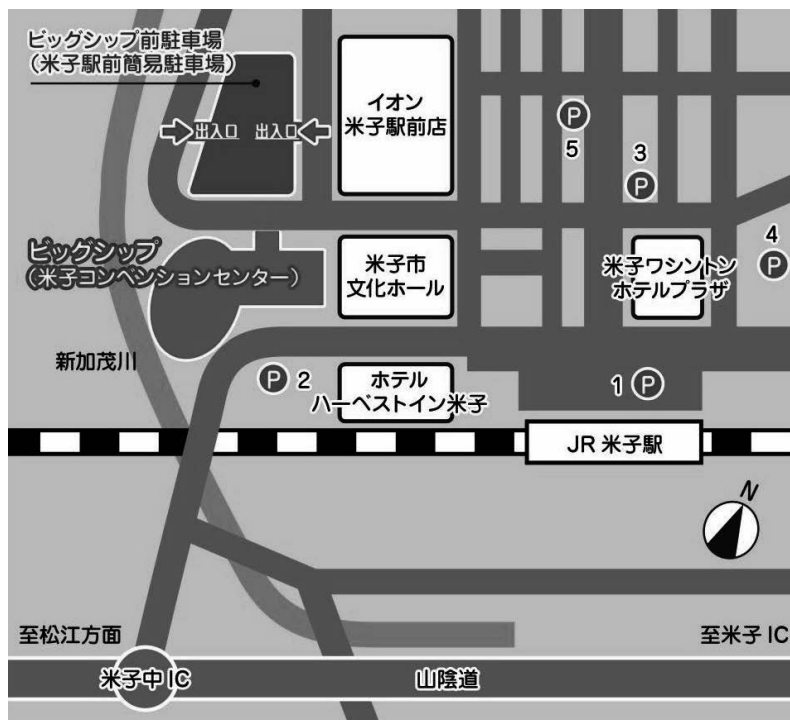 ビッグシップ前駐車場
（米子駅前簡易駐車場）
出入口 出入口
イオン
米子駅前店
P
5
3
P
ビッグシップ
（米子コンベンションセンター）
米子市
文化ホール
米子ワシントン
ホテルプラザ
4
P
新加茂川
P 2
ホテル
ハーベストイン米子
1 P
JR 米子駅
N
至松江方面
至米子 IC
米子中 IC
山陰道